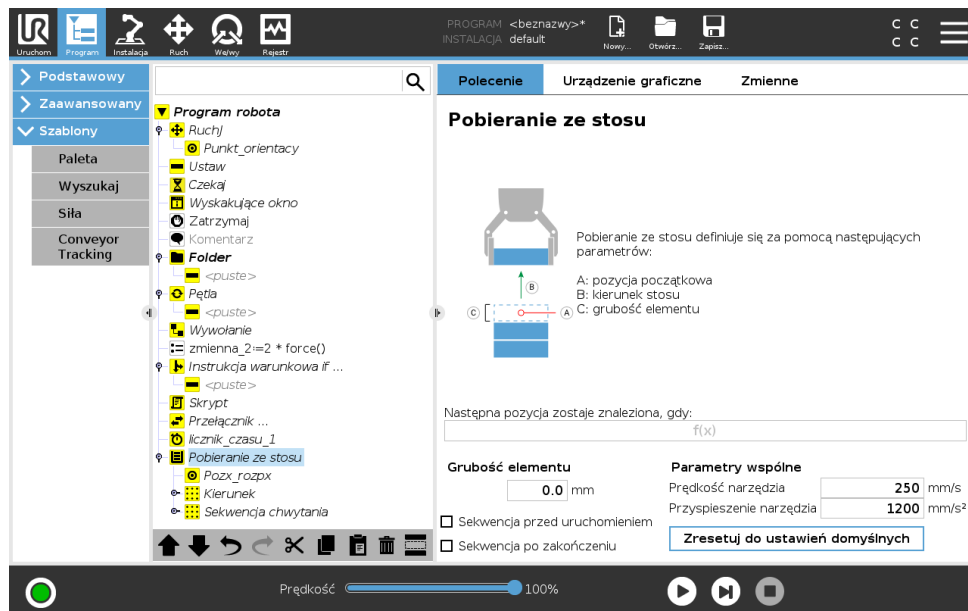 PROGRAM <beznazwy>*
INSTALACJA default
Uruchom Program Instalacja Ruch We/wy Rejestr Nowy... Otwórz... Zapisz...
C C
C C
Podstawowy
Zaawansowany
Szablony
Paleta
Wyszukaj
Siła
Conveyor
Tracking
Program robota
RuchJ
Punkt_orientacy
Ustaw
Czekaj
Wyskakujące okno
Zatrzymaj
Komentarz
Folder
<puste>
Pętla
<puste>
Wywołanie
zmienna_2:=2 * force()
Instrukcja warunkowa if ...
<puste>
Skrypt
Przełącznik ...
licznik_czasu_1
Pobieranie ze stosu
Pozx_rozpx
Kierunek
Sekwencja chwytania
Polecenie Urządzenie graficzne Zmienne
Pobieranie ze stosu
B
C
A
Pobieranie ze stosu definiuje się za pomocą następujących
parametrów:
A: pozycja początkowa
B: kierunek stosu
C: grubość elementu
Następna pozycja zostaje znaleziona, gdy:
f(x)
Grubość elementu
0.0 mm
Sekwencja przed uruchomieniem
Sekwencja po zakończeniu
Parametry wspólne
Prędkość narzędzia 250 mm/s
Przyspieszenie narzędzia 1200 mm/s²
Zresetuj do ustawień domyślnych
Prędkość 100%